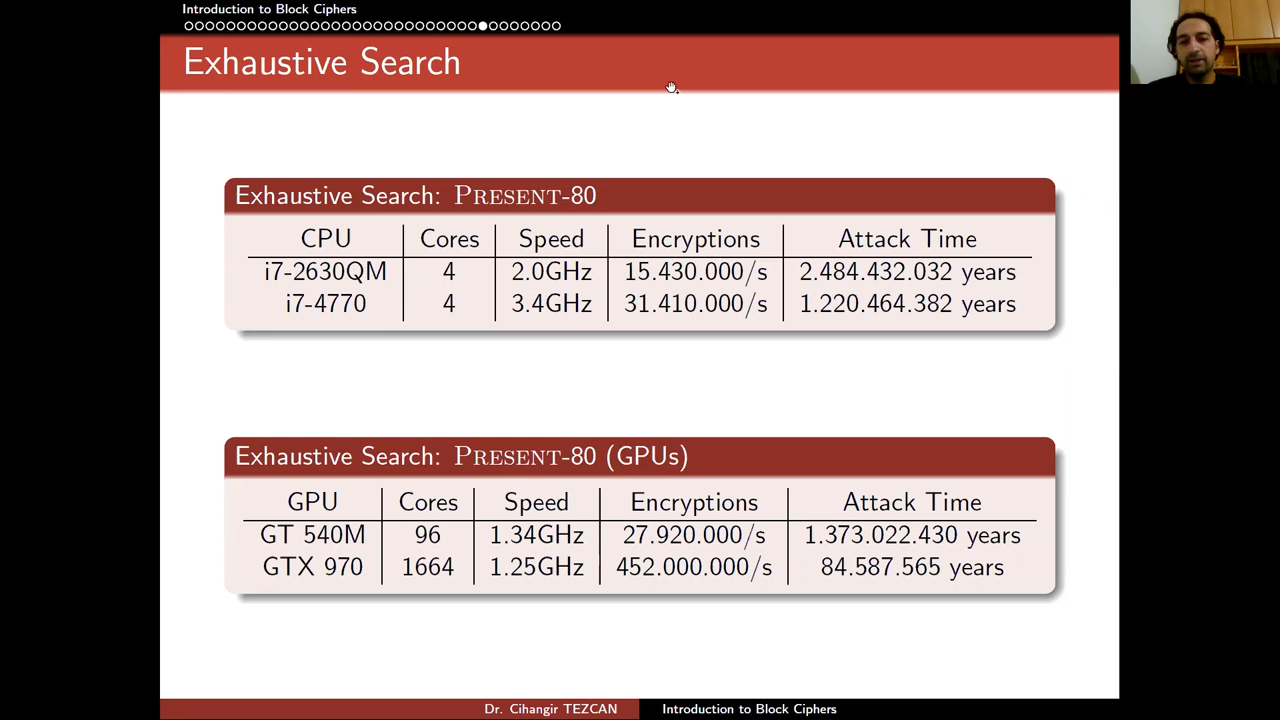 Introduction to Block Ciphers
Exhaustive Search
Exhaustive Search: PRESENT-80
CPU Cores Speed Encryptions Attack Time
i7-2630QM 4 2.0GHz 15.430.000/s 2.484.432.032 years
i7-4770 4 3.4GHz 31.410.000/s 1.220.464.382 years
Exhaustive Search: PRESENT-80 (GPUs)
GPU Cores Speed Encryptions Attack Time
GT 540M 96 1.34GHz 27.920.000/s 1.373.022.430 years
GTX 970 1664 1.25GHz 452.000.000/s 84.587.565 years
Dr. Cihangir TEZCAN Introduction to Block Ciphers